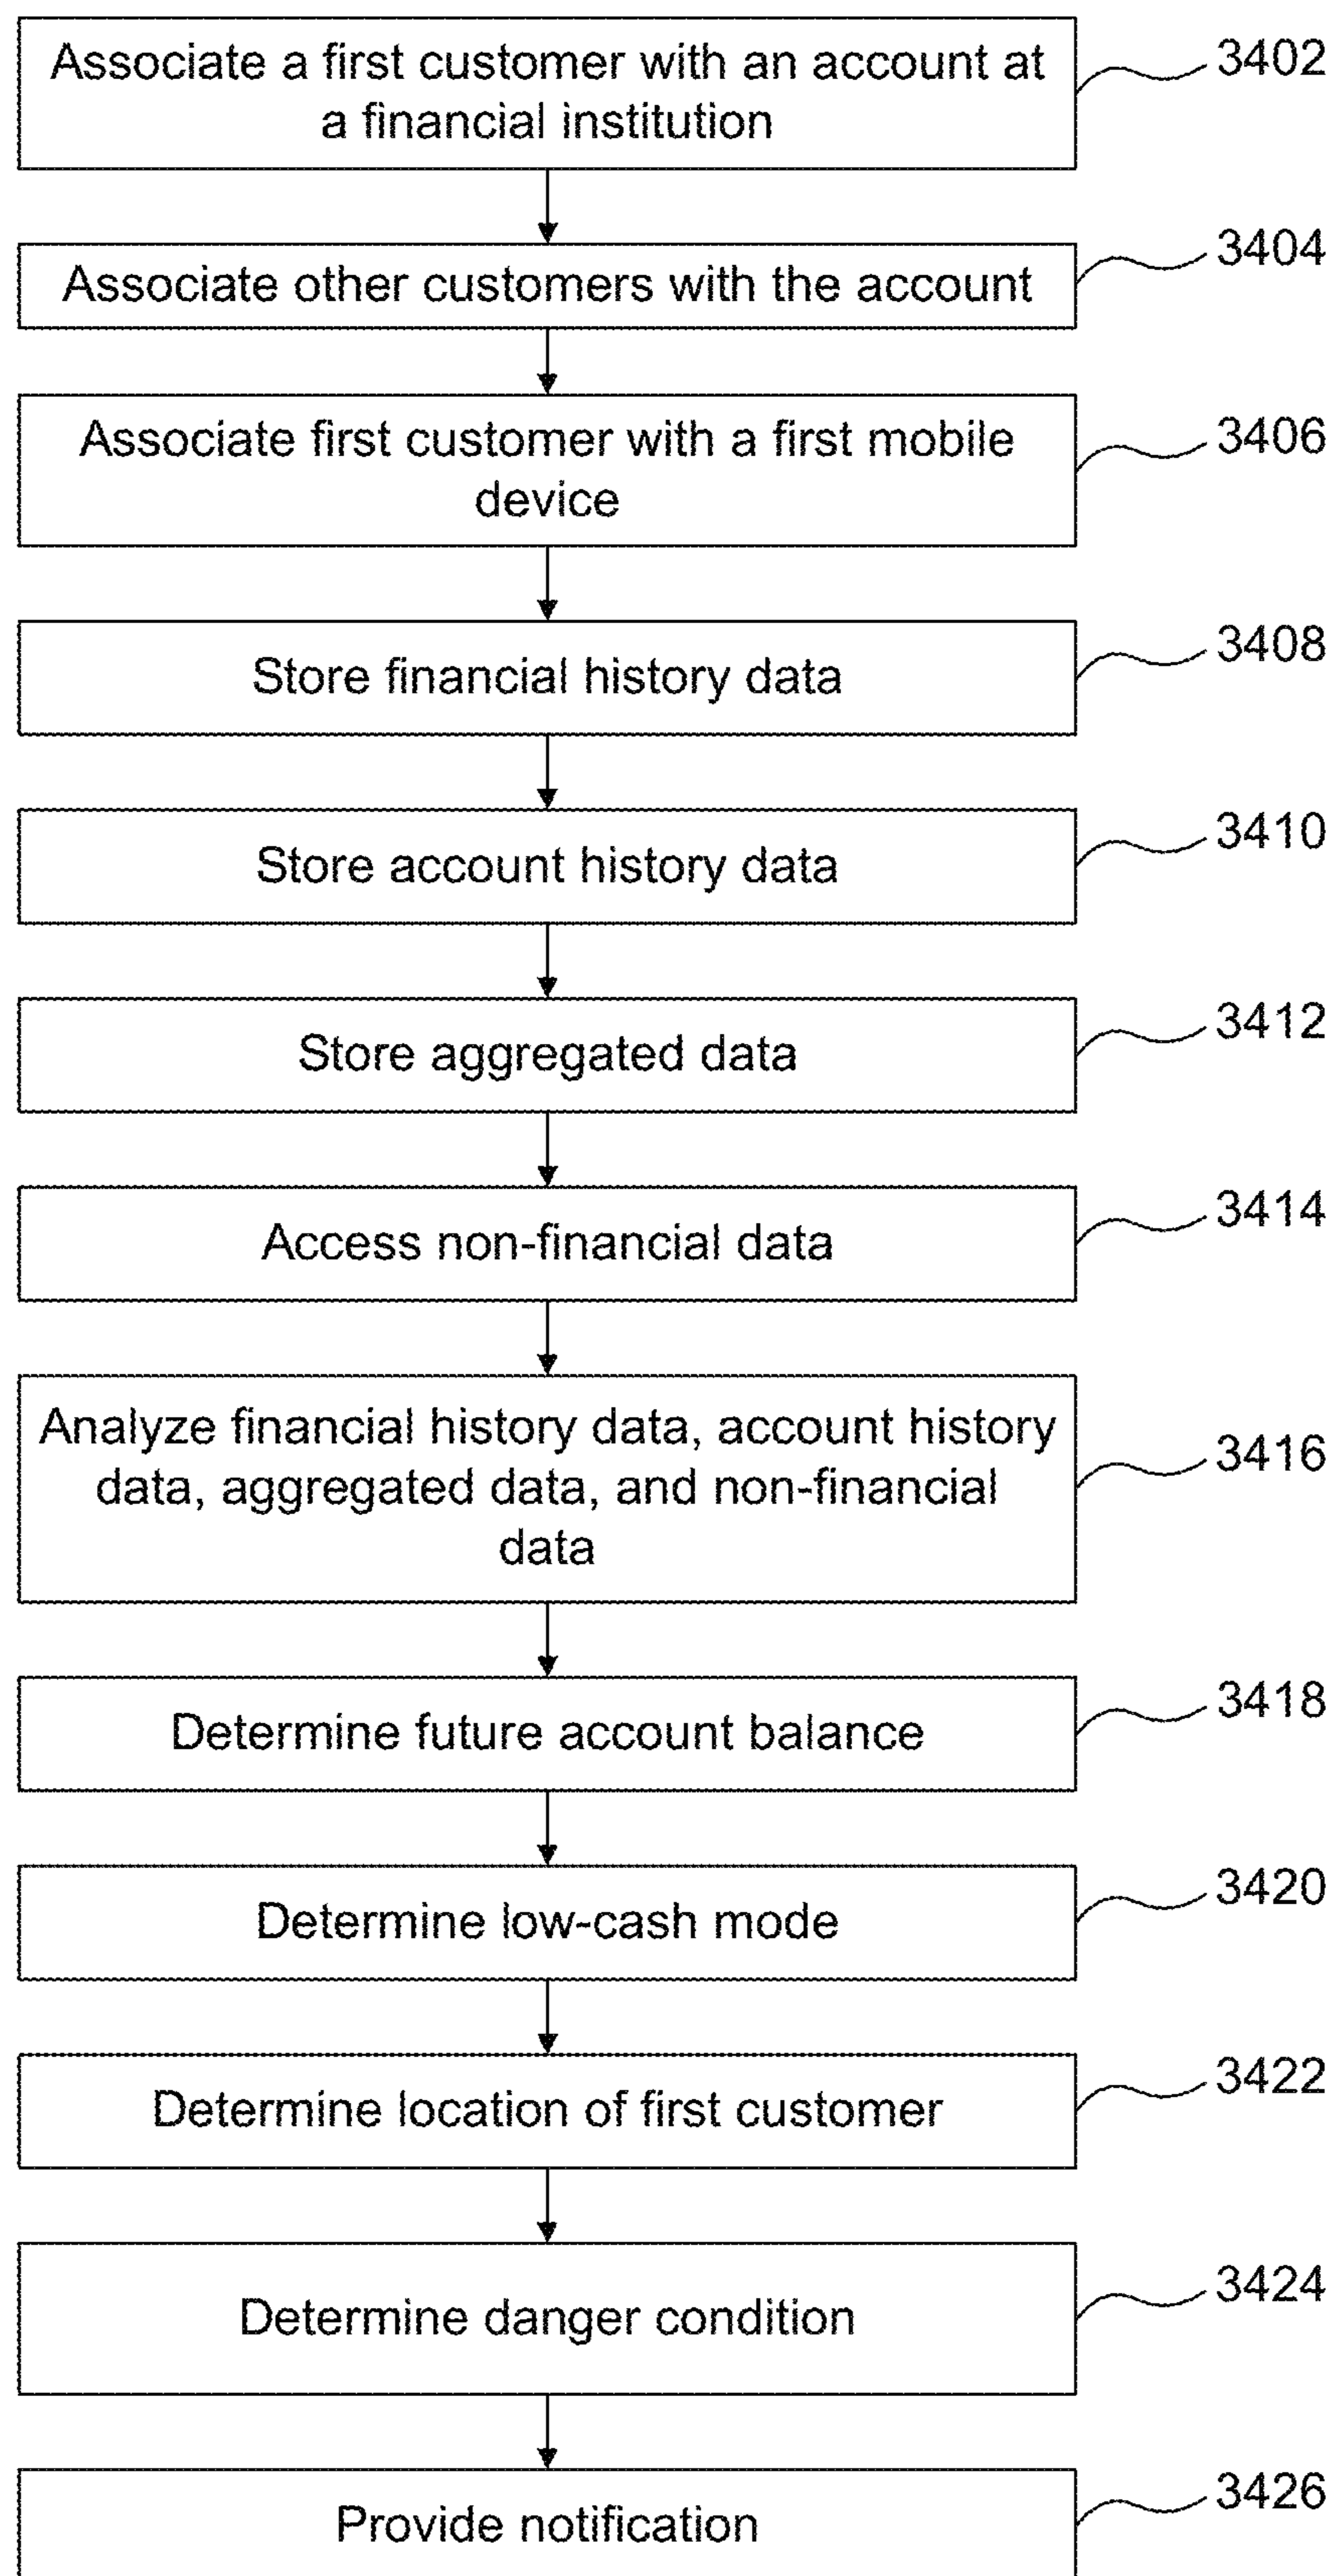 Associate a first customer with an account at
a financial institution
3402
Associate other customers with the account
3404
Associate first customer with a first mobile
device
3406
Store financial history data
3408
Store account history data
3410
Store aggregated data
3412
Access non-financial data
3414
Analyze financial history data, account history
data, aggregated data, and non-financial
data
3416
Determine future account balance
3418
Determine low-cash mode
3420
Determine location of first customer
3422
Determine danger condition
3424
Provide notification
3426